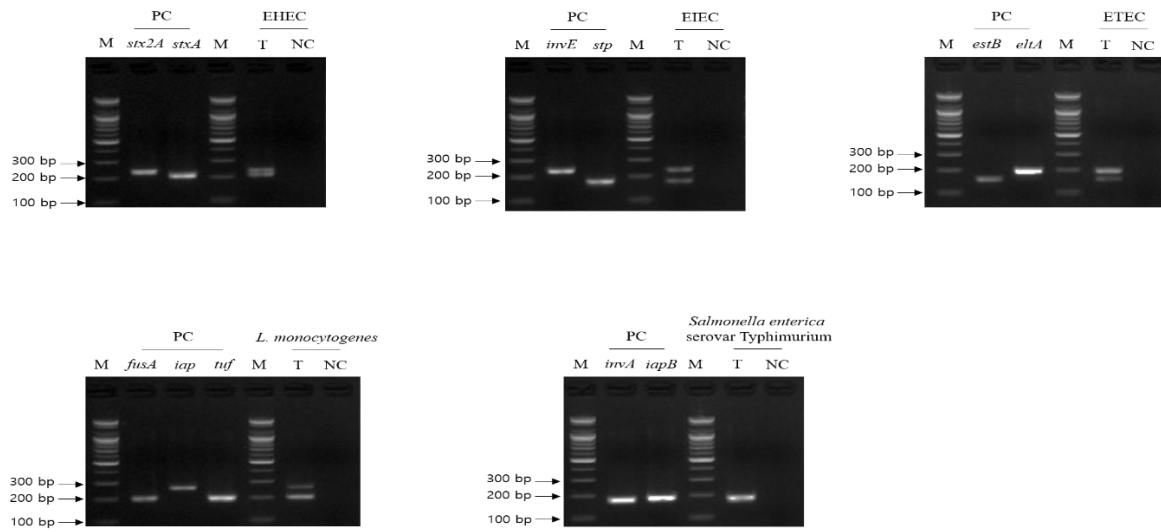 PC EHEC
M stx2A stxA M T NC
300 bp
200 bp
100 bp
PC EIEC
M invE stp M T NC
300 bp
200 bp
100 bp
PC ETEC
M estB eltA M T NC
300 bp
200 bp
100 bp
PC L. monocytogenes
M fusA iap tuf M T NC
300 bp
200 bp
100 bp
Salmonella enterica
PC serovar Typhimurium
M invA iapB M T NC
300 bp
200 bp
100 bp